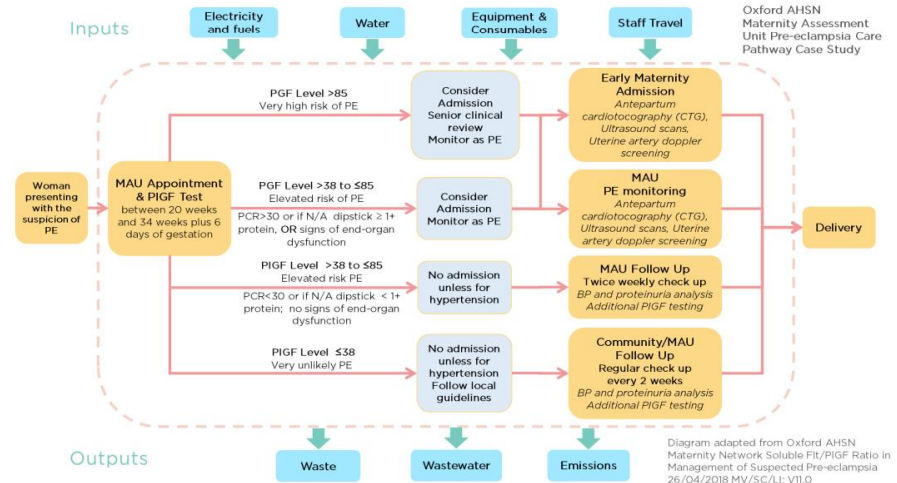 Inputs
Electricity
and fuels
Water
Equipment &
Consumables
Staff Travel
Oxford AHSN
Maternity Assessment
Unit Pre-eclampsia Care
Pathway Case Study
Woman
presenting
with the
suspicion of
PE
MAU Appointment
& PIGF Test
between 20 weeks
and 34 weeks plus 6
days of gestation
PGF Level >85
Very high risk of PE
Consider
Admission
Senior clinical
review
Monitor as PE
Early Maternity
Admission
Antepartum
cardiotocography (CTG),
Ultrasound scans,
Uterine artery doppler
screening
PGF Level >38 to ≤85
Elevated risk of PE
PCR>30 or if N/A dipstick ≥ 1+
protein, OR signs of end-organ
dysfunction
Consider
Admission
Monitor as PE
MAU
PE monitoring
Antepartum
cardiotocography (CTG),
Ultrasound scans, Uterine
artery doppler screening
PIGF Level >38 to ≤85
Elevated risk PE
PCR<30 or if N/A dipstick < 1+
protein; no signs of end-organ
dysfunction
No admission
unless for
hypertension
MAU Follow Up
Twice weekly check up
BP and proteinuria analysis
Additional PIGF testing
PIGF Level ≤38
Very unlikely PE
No admission
unless for
hypertension
Follow local
guidelines
Community/MAU
Follow Up
Regular check up
every 2 weeks
BP and proteinuria analysis
Additional PIGF testing
Delivery
Outputs
Waste
Wastewater
Emissions
Diagram adapted from Oxford AHSN
Maternity Network Soluble Flt/PIGF Ratio in
Management of Suspected Pre-eclampsia
26/04/2018 MV/SC/LI: V11.0